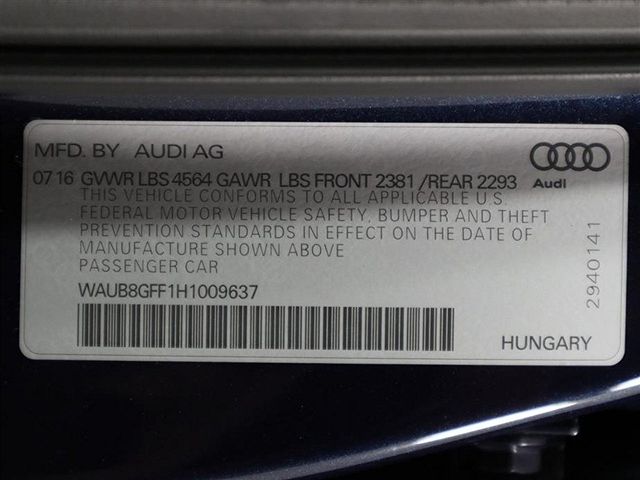 MFD. BY AUDI AG
07 16 GVWR LBS 4564 GAWR LBS FRONT 2381 /REAR 2293
Audi
THIS VEHICLE CONFORMS TO ALL APPLICABLE U.S.
FEDERAL MOTOR VEHICLE SAFETY, BUMPER AND THEFT
PREVENTION STANDARDS IN EFFECT ON THE DATE OF
MANUFACTURE SHOWN ABOVE
PASSENGER CAR
WAUB8GFF1H1009637
HUNGARY
2940141